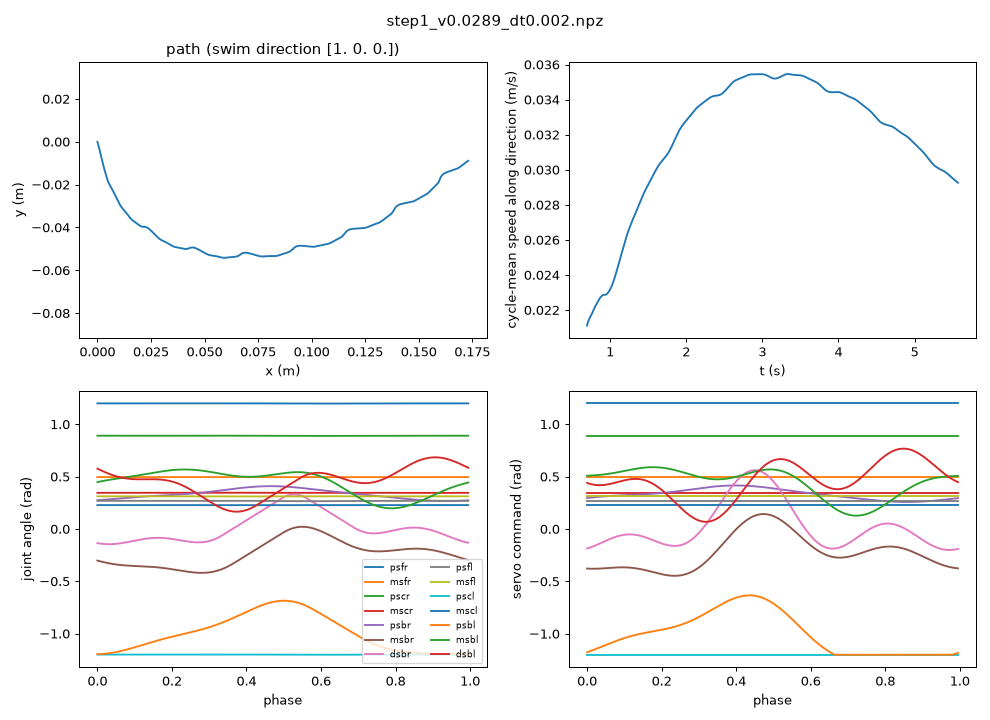 step1_v0.0289_dt0.002.npz
path (swim direction [1. 0. 0.])
0.02
0.00
−0.02
−0.04
−0.06
−0.08
y (m)
0.000
0.025
0.050
0.075
0.100
0.125
0.150
0.175
x (m)
0.036
0.034
0.032
0.030
0.028
0.026
0.024
0.022
cycle-mean speed along direction (m/s)
1
2
3
4
5
t (s)
1.0
0.5
0.0
−0.5
−1.0
joint angle (rad)
psfr
msfr
pscr
mscr
psbr
msbr
dsbr
psfl
msfl
pscl
mscl
psbl
msbl
dsbl
0.0
0.2
0.4
0.6
0.8
1.0
phase
1.0
0.5
0.0
−0.5
−1.0
servo command (rad)
0.0
0.2
0.4
0.6
0.8
1.0
phase